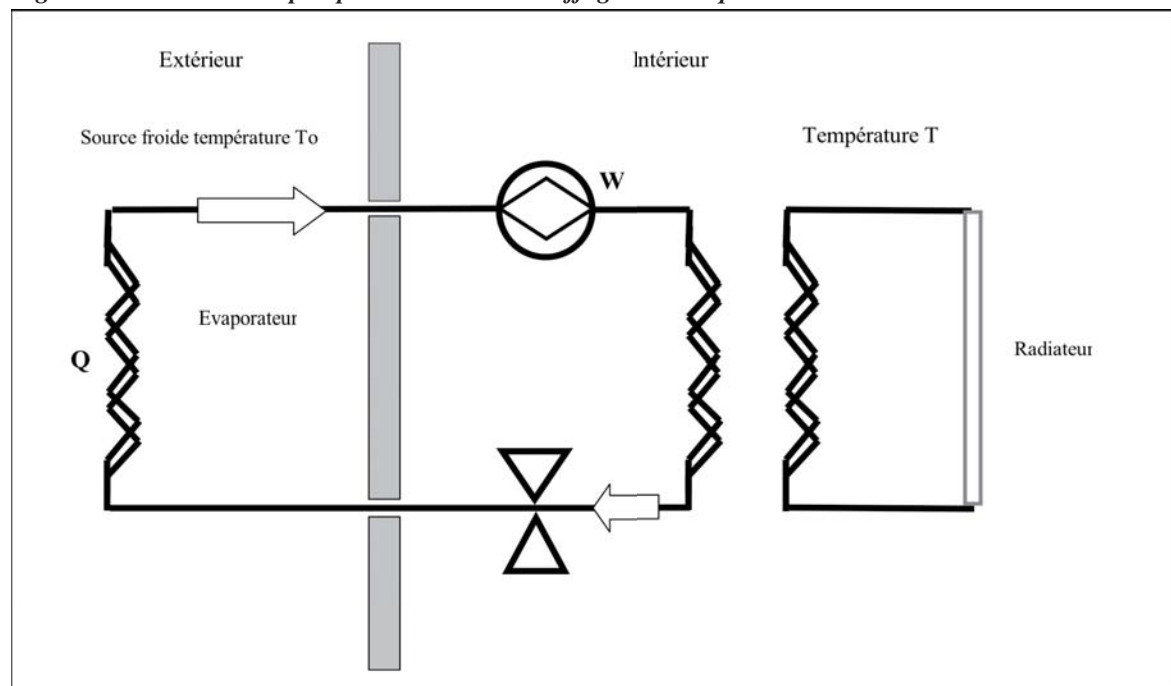 Extérieur
Intérieur
Source froide température To
Température T
W
Evaporateur
Q
Radiateur